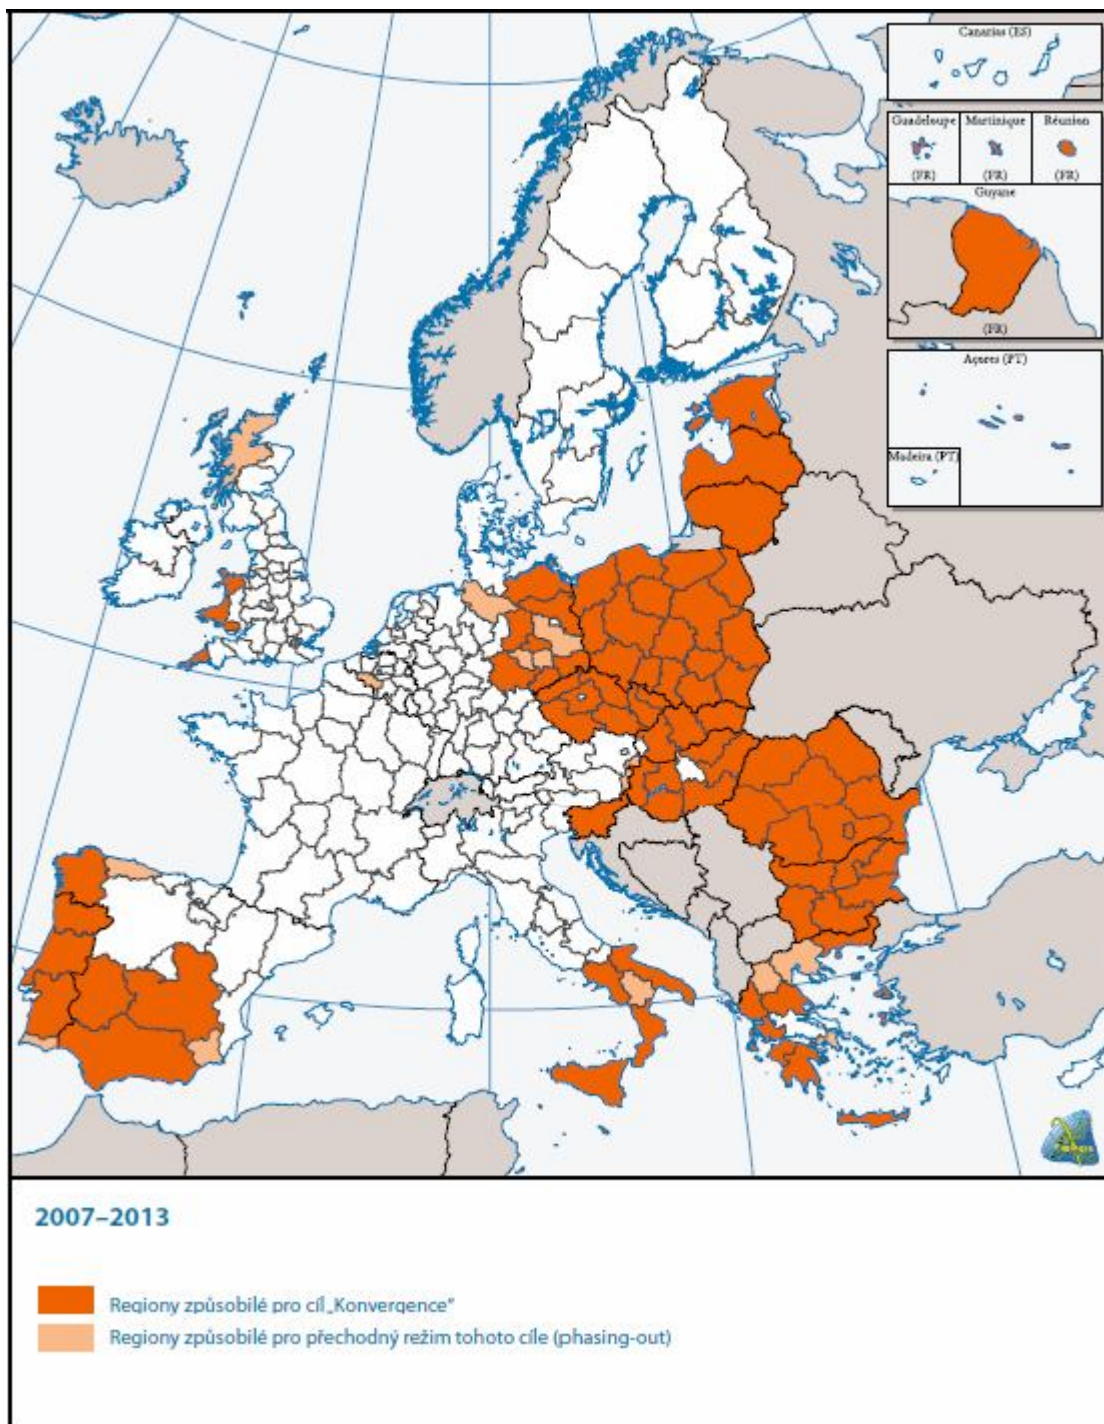 Canarias (ES)
Guadeloupe
Martinique
Réunion
(FR)
(FR)
(FR)
Guyane
(FR)
Açores (PT)
Madeira (PT)
2007–2013
Regiony způsobilé pro cíl „Konvergence“
Regiony způsobilé pro přechodný režim tohoto cíle (phasing-out)